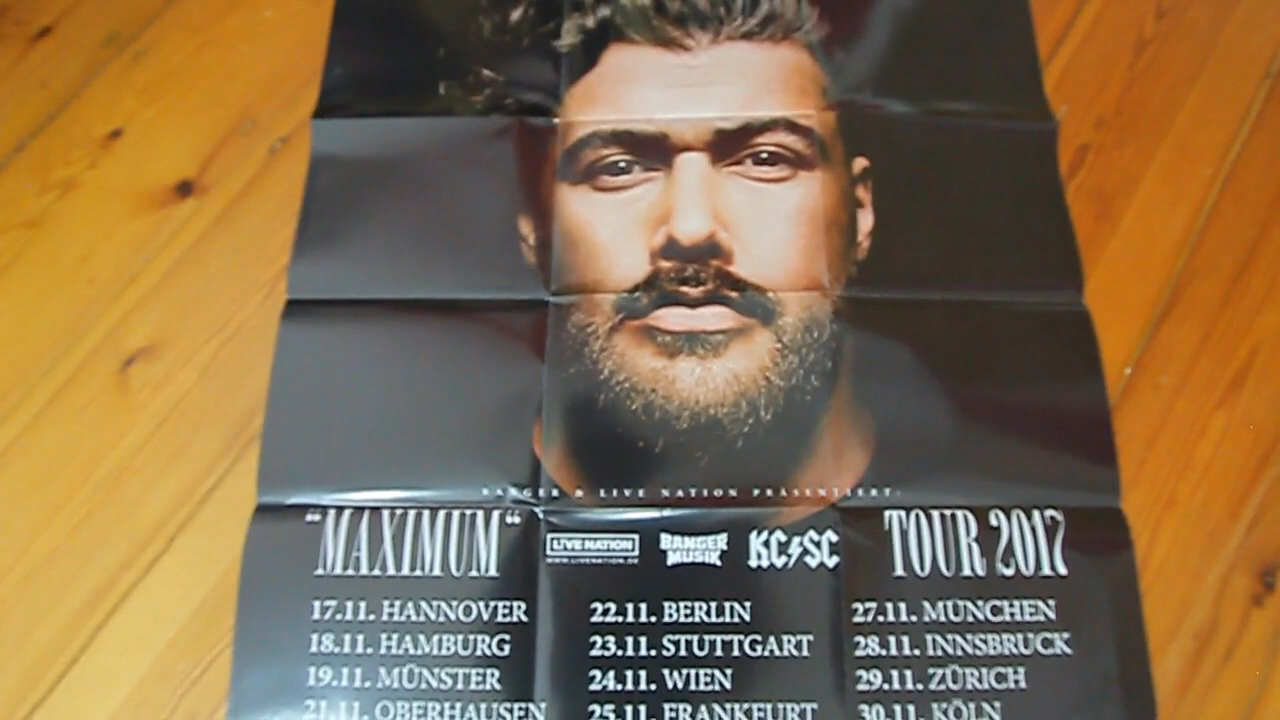 BANGER & LIVE NATION PRÄSENTIERT:
"MAXIMUM" LIVE NATION BANGER MUSIK KC SC TOUR 2017
WWW.LIVENATION.DE
17.11. HANNOVER 22.11. BERLIN 27.11. MÜNCHEN
18.11. HAMBURG 23.11. STUTTGART 28.11. INNSBRUCK
19.11. MÜNSTER 24.11. WIEN 29.11. ZÜRICH
21.11. OBERHAUSEN 25.11. FRANKFURT 30.11. KÖLN